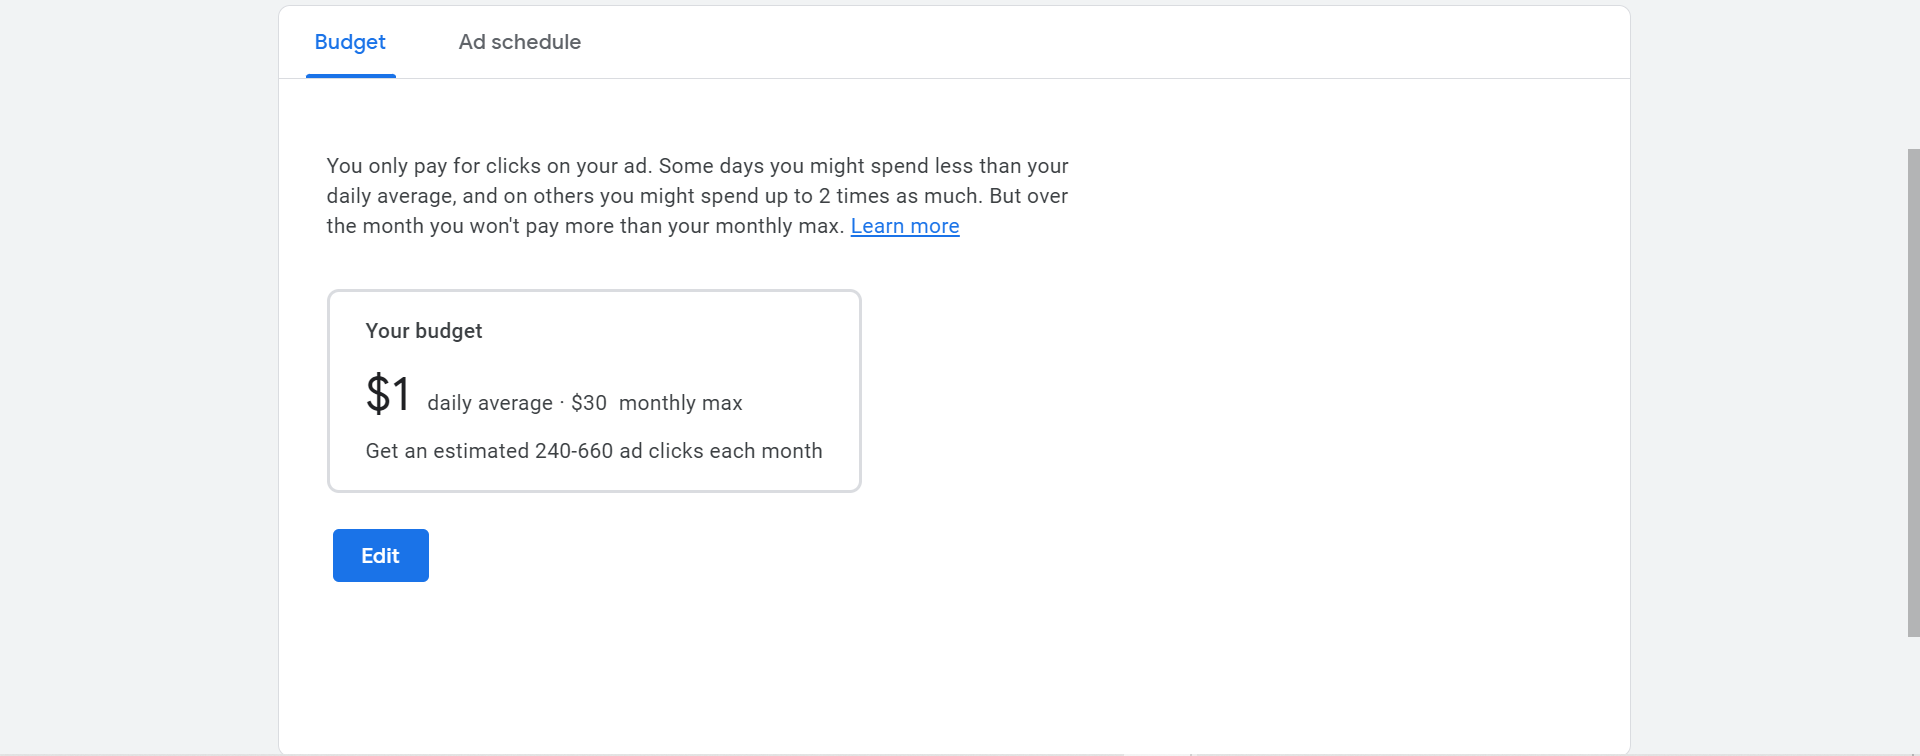 Budget
Ad schedule
You only pay for clicks on your ad. Some days you might spend less than your
daily average, and on others you might spend up to 2 times as much. But over
the month you won't pay more than your monthly max. Learn more
Your budget
$1 daily average · $30 monthly max
Get an estimated 240-660 ad clicks each month
Edit